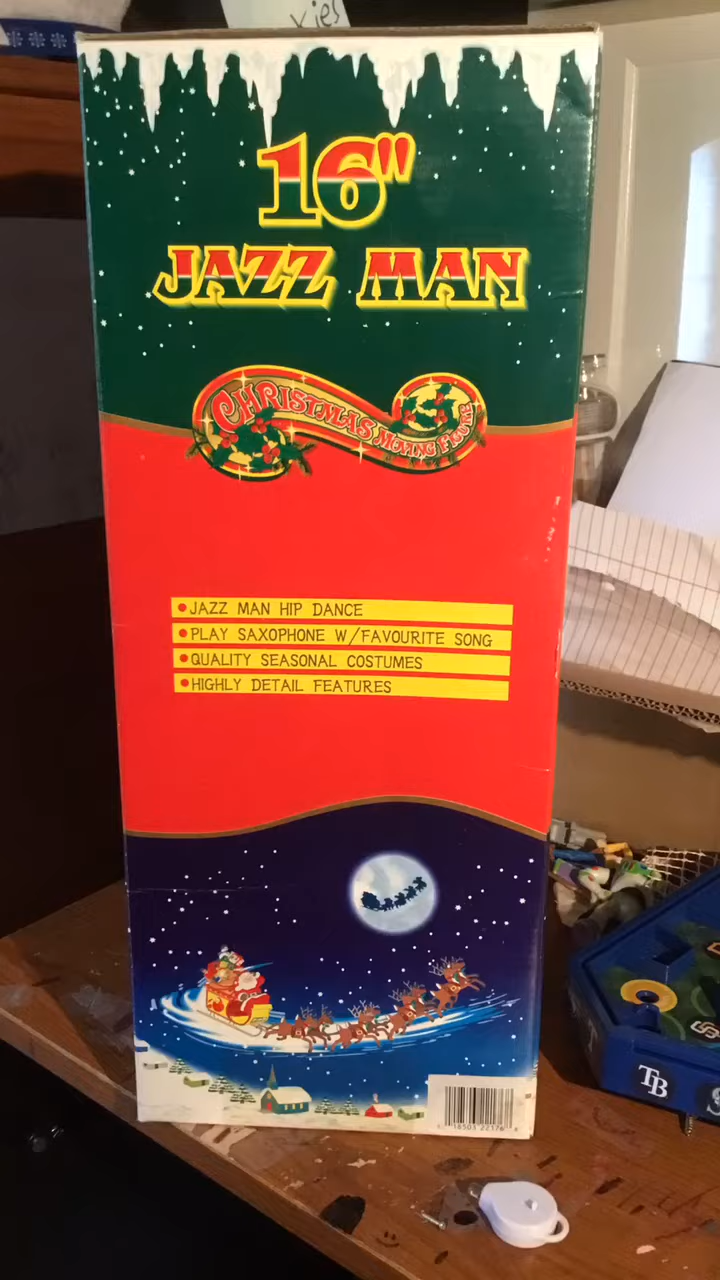 kies
16"
JAZZ MAN
CHRISTMAS MOVING FIGURE
• JAZZ MAN HIP DANCE
• PLAY SAXOPHONE W/FAVOURITE SONG
• QUALITY SEASONAL COSTUMES
• HIGHLY DETAIL FEATURES
TB